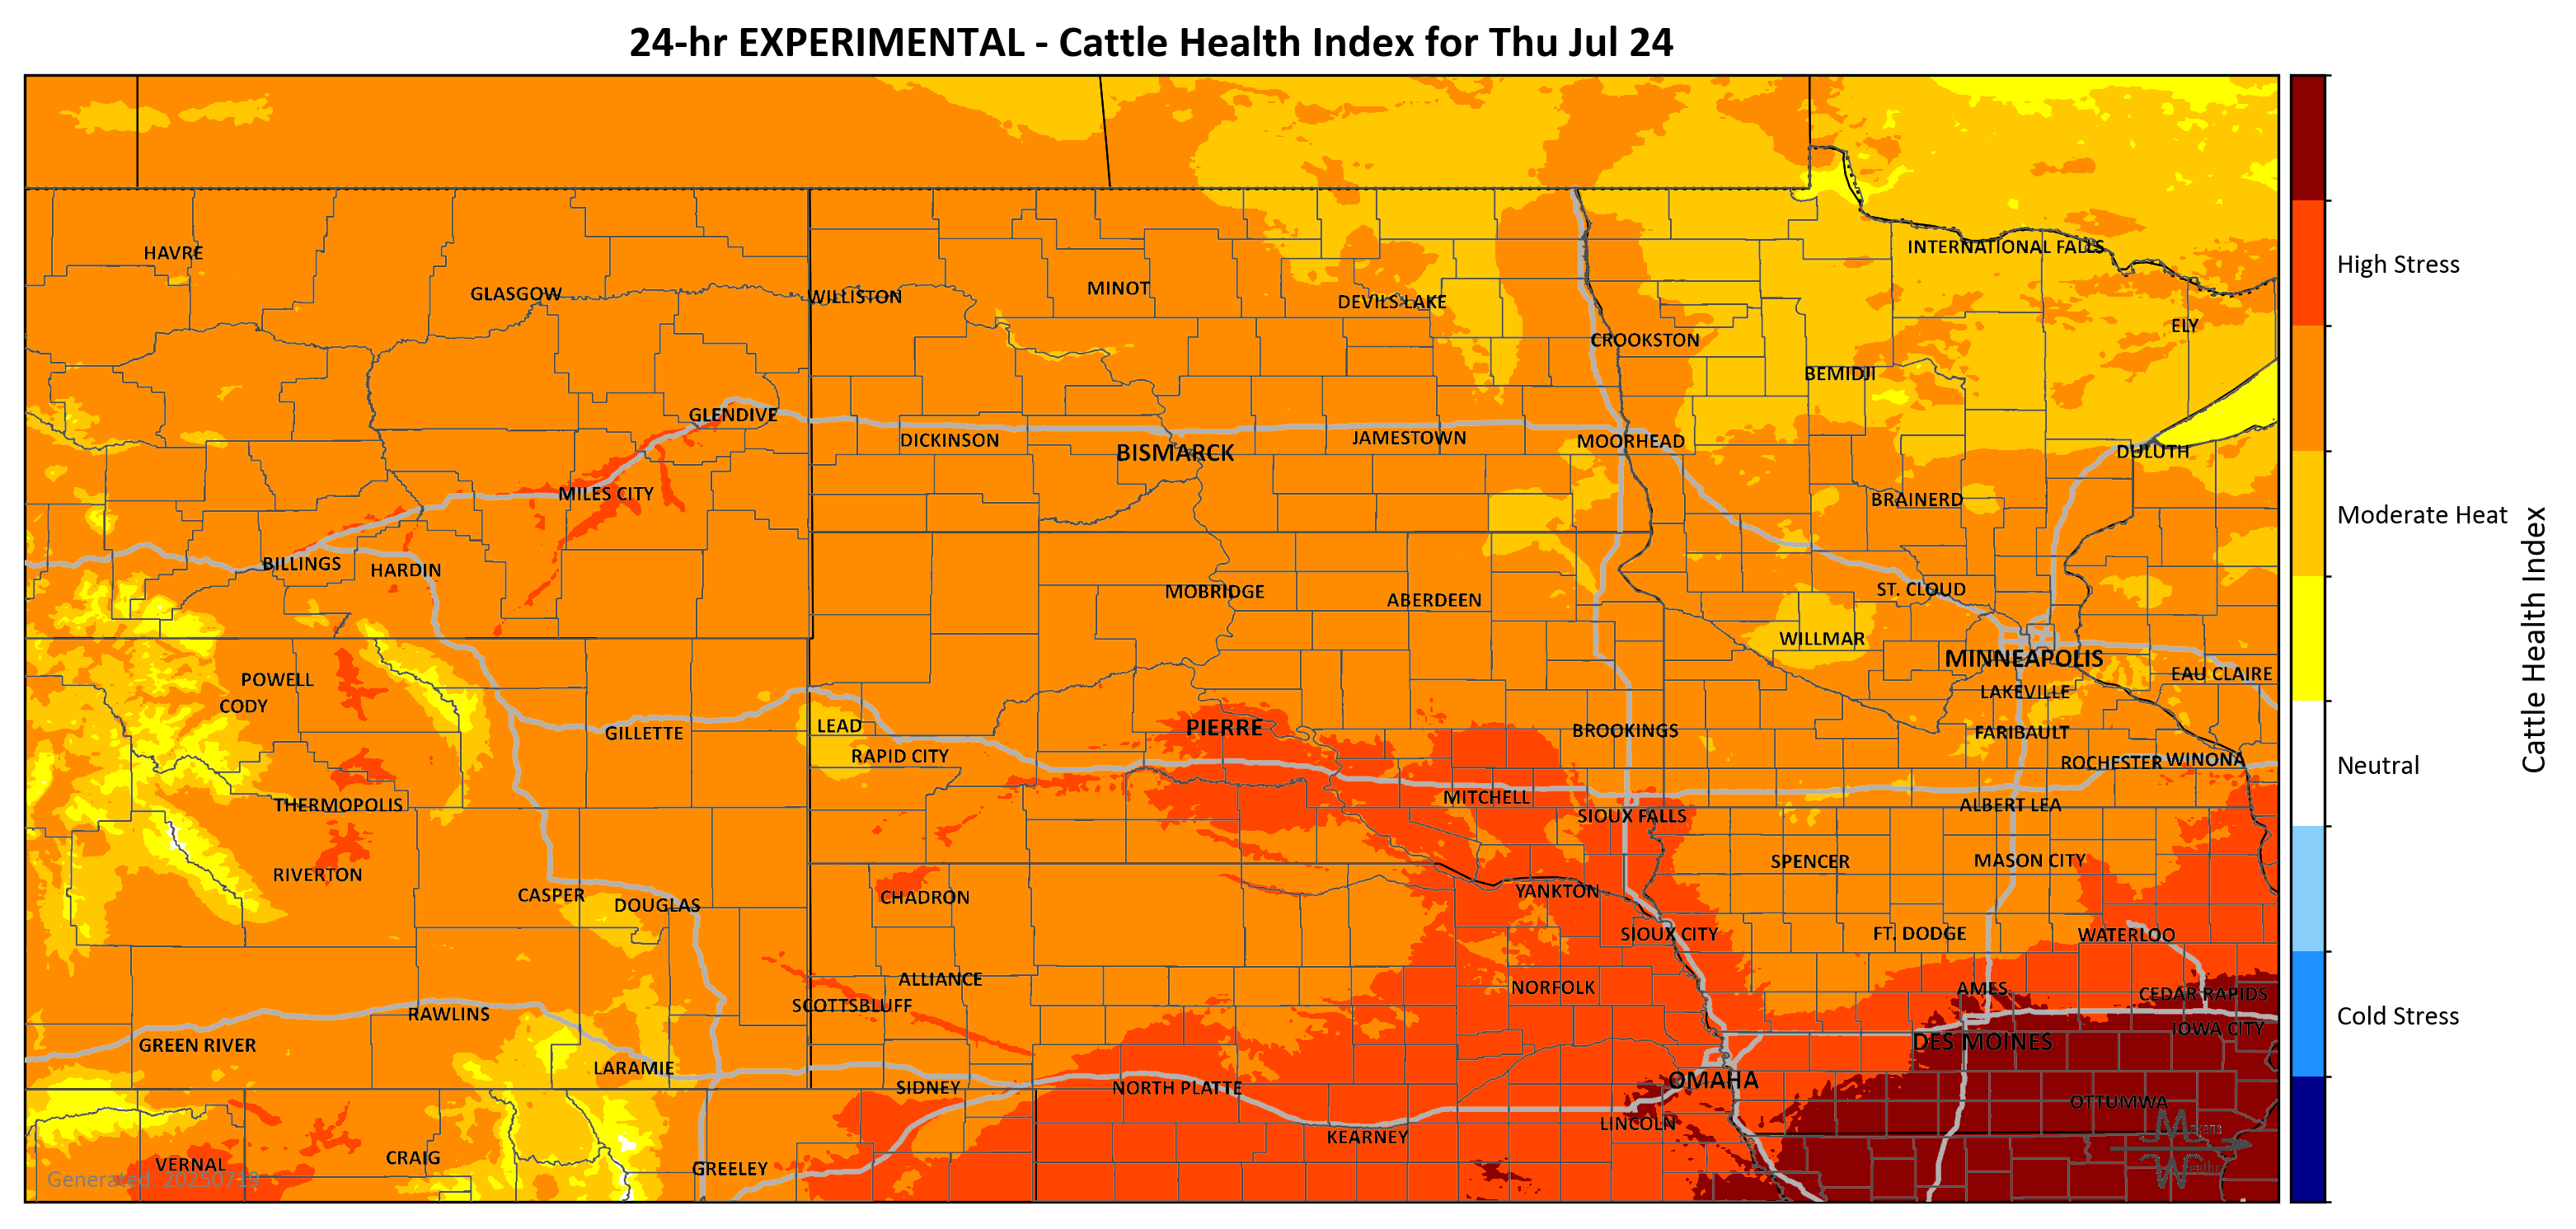 24-hr EXPERIMENTAL - Cattle Health Index for Thu Jul 24
HAVRE
INTERNATIONAL FALLS
GLASGOW
WILLISTON
MINOT
DEVILS LAKE
ELY
CROOKSTON
BEMIDJI
GLENDIVE
DICKINSON
BISMARCK
JAMESTOWN
MOORHEAD
DULUTH
MILES CITY
BRAINERD
BILLINGS
HARDIN
MOBRIDGE
ABERDEEN
ST. CLOUD
WILLMAR
MINNEAPOLIS
POWELL
EAU CLAIRE
CODY
LAKEVILLE
GILLETTE
LEAD
PIERRE
BROOKINGS
FARIBAULT
RAPID CITY
ROCHESTER
WINONA
THERMOPOLIS
MITCHELL
ALBERT LEA
SIOUX FALLS
RIVERTON
SPENCER
MASON CITY
CASPER
DOUGLAS
CHADRON
YANKTON
SIOUX CITY
FT. DODGE
WATERLOO
ALLIANCE
NORFOLK
AMES
CEDAR RAPIDS
SCOTTSBLUFF
RAWLINS
IOWA CITY
GREEN RIVER
DES MOINES
LARAMIE
SIDNEY
NORTH PLATTE
OMAHA
OTTUMWA
LINCOLN
KEARNEY
VERNAL
CRAIG
GREELEY
High Stress
Moderate Heat
Neutral
Cold Stress
Cattle Health Index